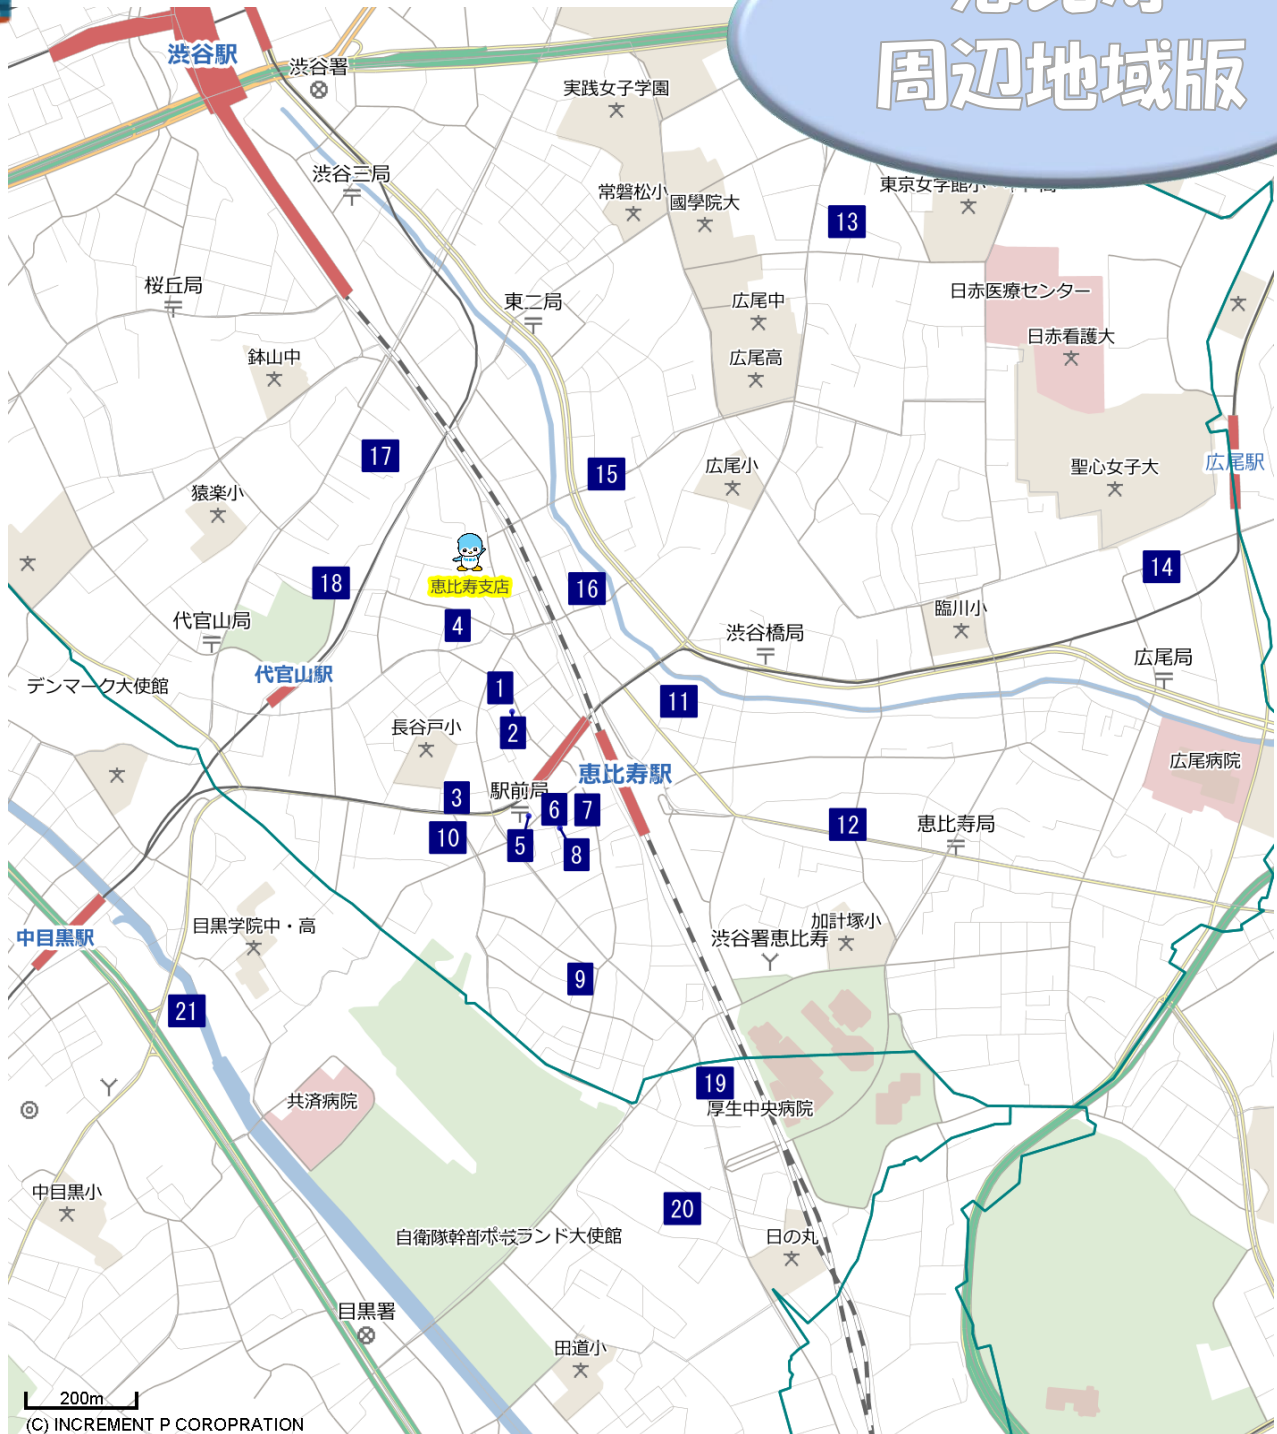 周辺地域版
渋谷駅
渋谷署
実践女子学園
渋谷三局
常磐松小
國學院大
東京女学館小
13
桜丘局
東二局
広尾中
日赤医療センター
日赤看護大
鉢山中
広尾高
17
15
広尾小
聖心女子大
広尾駅
猿楽小
恵比寿支店
18
16
14
4
代官山局
臨川小
渋谷橋局
広尾局
代官山駅
デンマーク大使館
1
11
長谷戸小
2
恵比寿駅
広尾病院
駅前局
3
6
7
12
恵比寿局
10
5
8
中目黒駅
目黒学院中・高
加計塚小
渋谷署恵比寿
9
21
19
共済病院
厚生中央病院
中目黒小
20
自衛隊幹部
ポーランド大使館
日の丸
目黒署
田道小
200m
(C) INCREMENT P COROPRATION